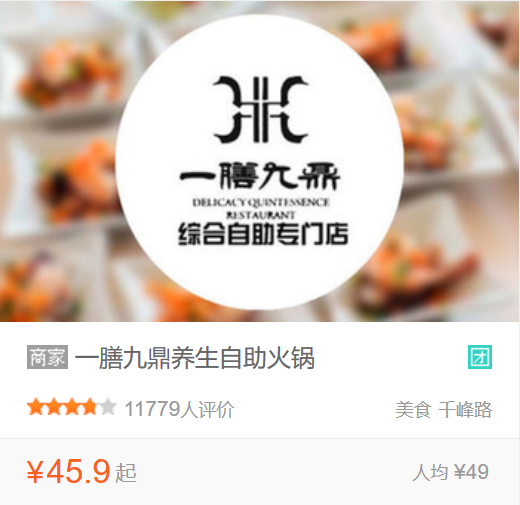 一膳九鼎
DELICACY QUINTESSENCE
RESTAURANT
综合自助专门店
商家 一膳九鼎养生自助火锅 团
11779人评价 美食 千峰路
¥45.9起 人均 ¥49